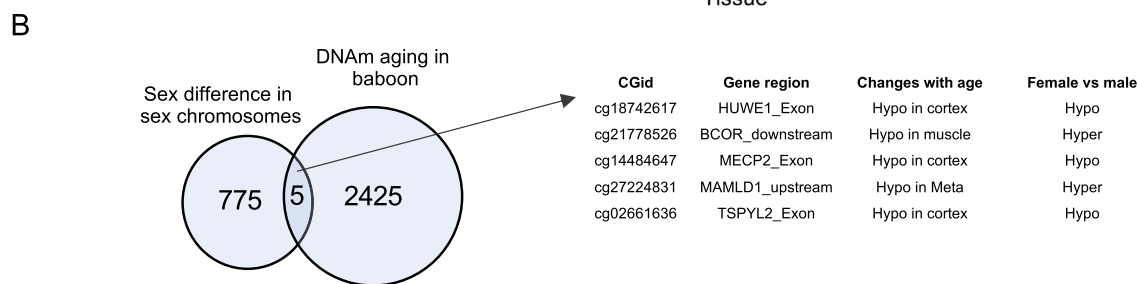 Tissue
B
DNAm aging in
baboon
Sex difference in
sex chromosomes
775
5
2425
CGid Gene region Changes with age Female vs male
cg18742617 HUWE1_Exon Hypo in cortex Hypo
cg21778526 BCOR_downstream Hypo in muscle Hyper
cg14484647 MECP2_Exon Hypo in cortex Hypo
cg27224831 MAMLD1_upstream Hypo in Meta Hyper
cg02661636 TSPYL2_Exon Hypo in cortex Hypo